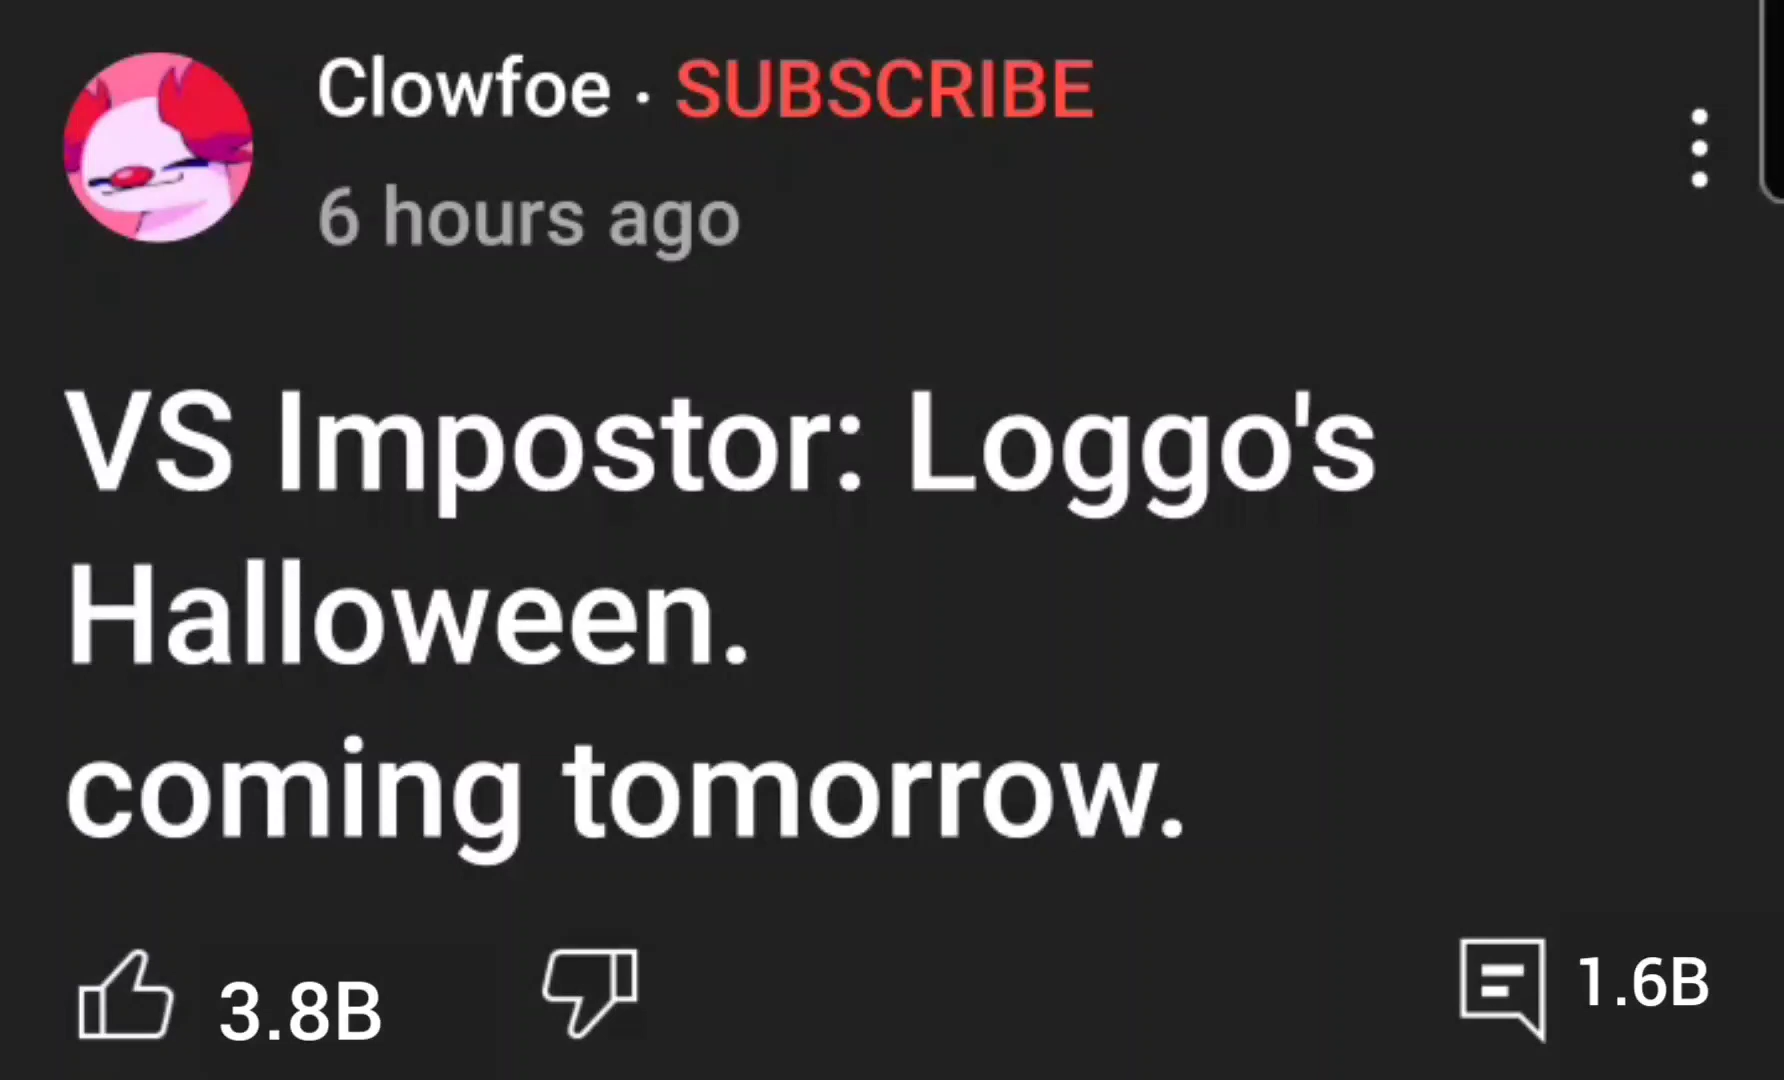 Clowfoe · SUBSCRIBE
6 hours ago
VS Impostor: Loggo's
Halloween.
coming tomorrow.
3.8B
1.6B